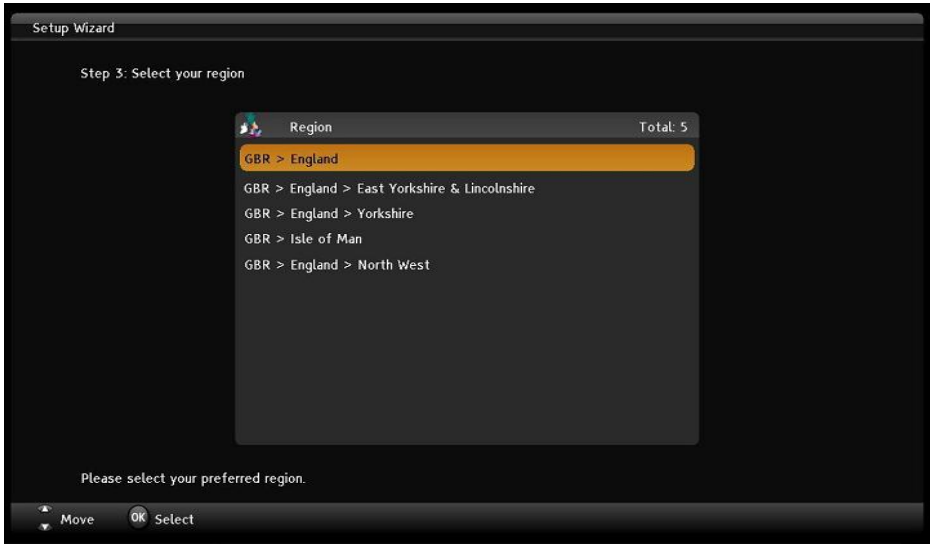 Setup Wizard
Step 3: Select your region
Region Total: 5
GBR > England
GBR > England > East Yorkshire & Lincolnshire
GBR > England > Yorkshire
GBR > Isle of Man
GBR > England > North West
Please select your preferred region.
Move OK Select